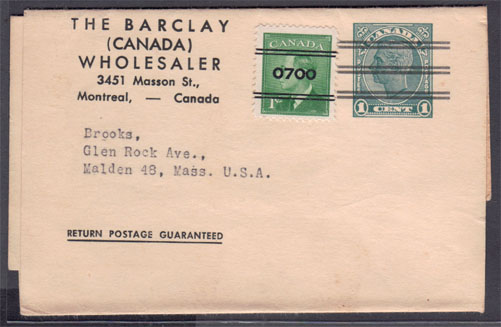 THE BARCLAY
(CANADA)
WHOLESALER
3451 Masson St.,
Montreal, — Canada
CANADA
0700
1¢
CANADA
1 CENT 1
Brooks,
Glen Rock Ave.,
Malden 48, Mass. U.S.A.
RETURN POSTAGE GUARANTEED